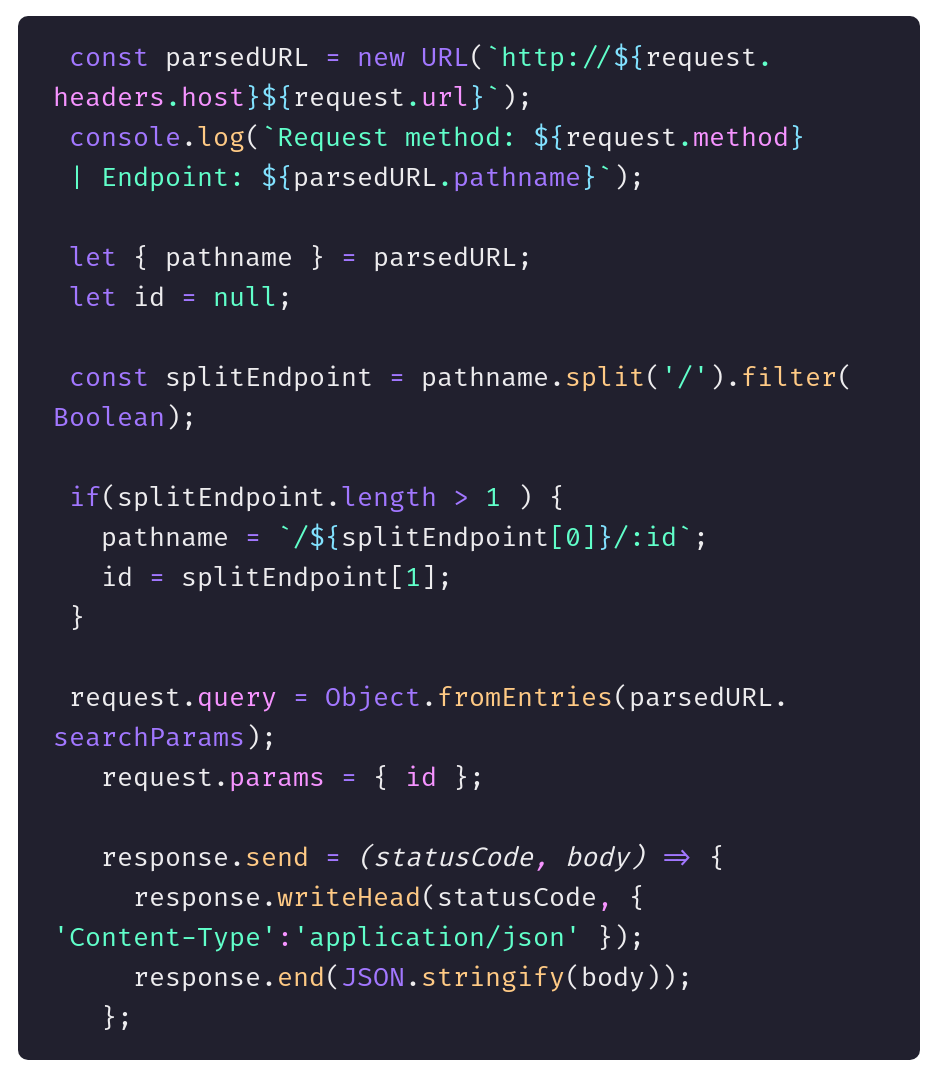 const parsedURL = new URL(`http://${request.
headers.host}${request.url}`);
console.log(`Request method: ${request.method}
| Endpoint: ${parsedURL.pathname}`);
let { pathname } = parsedURL;
let id = null;
const splitEndpoint = pathname.split('/').filter(
Boolean);
if(splitEndpoint.length > 1 ) {
pathname = `/${splitEndpoint[0]}/:id`;
id = splitEndpoint[1];
}
request.query = Object.fromEntries(parsedURL.
searchParams);
request.params = { id };
response.send = (statusCode, body) => {
response.writeHead(statusCode, {
'Content-Type':'application/json' });
response.end(JSON.stringify(body));
};